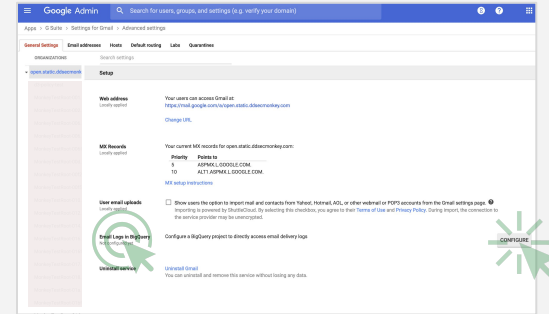 Google Admin
Search for users, groups, and settings (e.g. verify your domain)
Apps > G Suite > Settings for Gmail > Advanced settings
General Settings Email addresses Hosts Default routing Labs Quarantines
ORGANIZATIONS Search settings
open.static.ddsecmonk Setup
Web address Your users can access Gmail at:
Locally applied https://mail.google.com/a/open.static.ddsecmonkey.com
Change URL
MX Records Your current MX records for open.static.ddsecmonkey.com:
Locally applied Priority Points to
5 ASPMX.L.GOOGLE.COM.
10 ALT1.ASPMX.L.GOOGLE.COM.
MX setup instructions
User email uploads Show users the option to import mail and contacts from Yahoo!, Hotmail, AOL, or other webmail or POP3 accounts from the Gmail settings page.
Locally applied Importing is powered by ShuttleCloud. By selecting this checkbox, you agree to their Terms of Use and Privacy Policy. During import, the connection to
the service provider may be unencrypted.
Email Logs in BigQuery Configure a BigQuery project to directly access email delivery logs
Not configured yet CONFIGURE
Uninstall service Uninstall Gmail
You can uninstall and remove this service without losing any data.